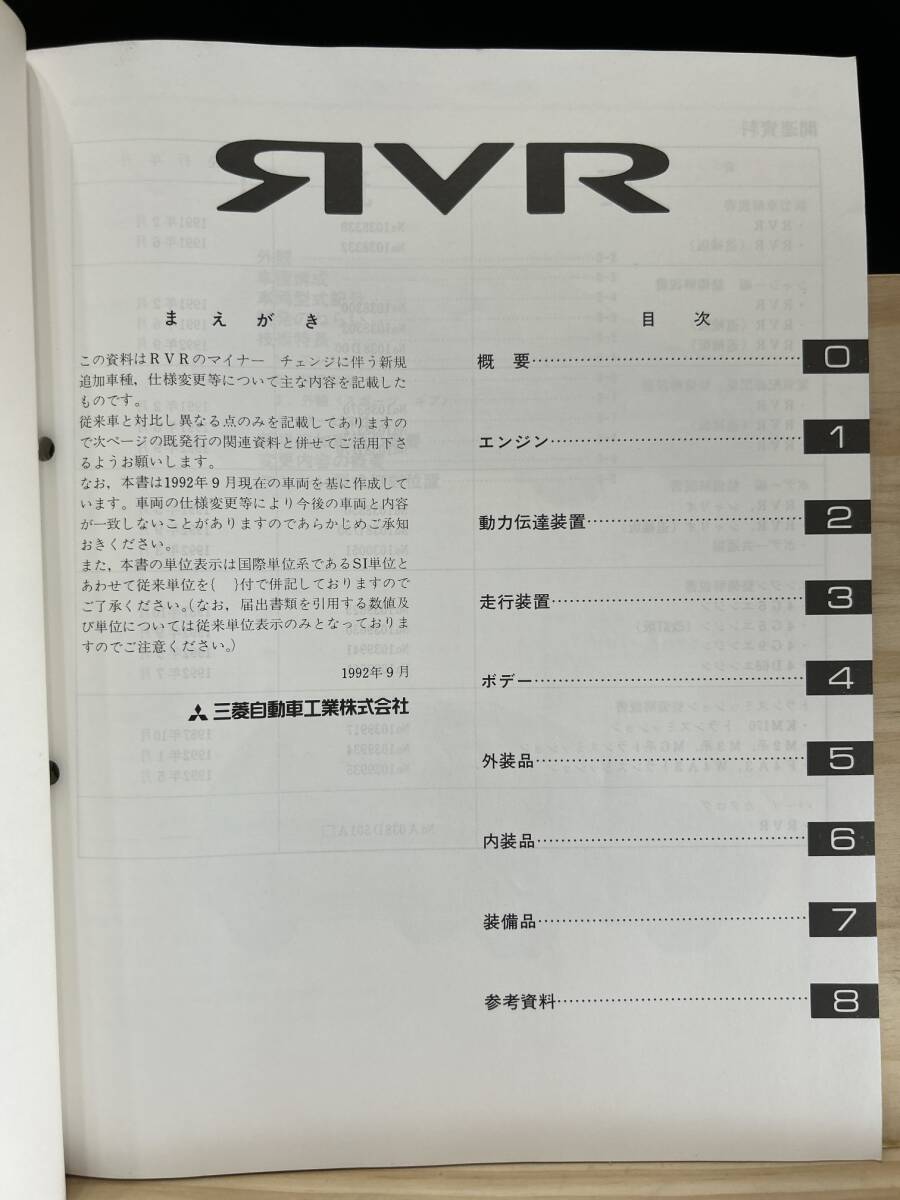 RVR
まえがき
この資料はRVRのマイナー チェンジに伴う新規
追加車種，仕様変更等について主な内容を記載した
ものです。
従来車と対比し異なる点のみを記載してありますの
で次ページの既発行の関連資料と併せてご活用下さ
るようお願いします。
なお，本書は1992年9月現在の車両を基に作成して
います。車両の仕様変更等により今後の車両と内容
が一致しないことがありますのであらかじめご承知
おきください。
また，本書の単位表示は国際単位系であるSI単位と
あわせて従来単位を{ }付で併記しておりますので
ご了承ください。(なお，届出書類を引用する数値及
び単位については従来単位表示のみとなっておりま
すのでご注意ください。)
1992年9月
三菱自動車工業株式会社
目次
概要 0
エンジン 1
動力伝達装置 2
走行装置 3
ボデー 4
外装品 5
内装品 6
装備品 7
参考資料 8